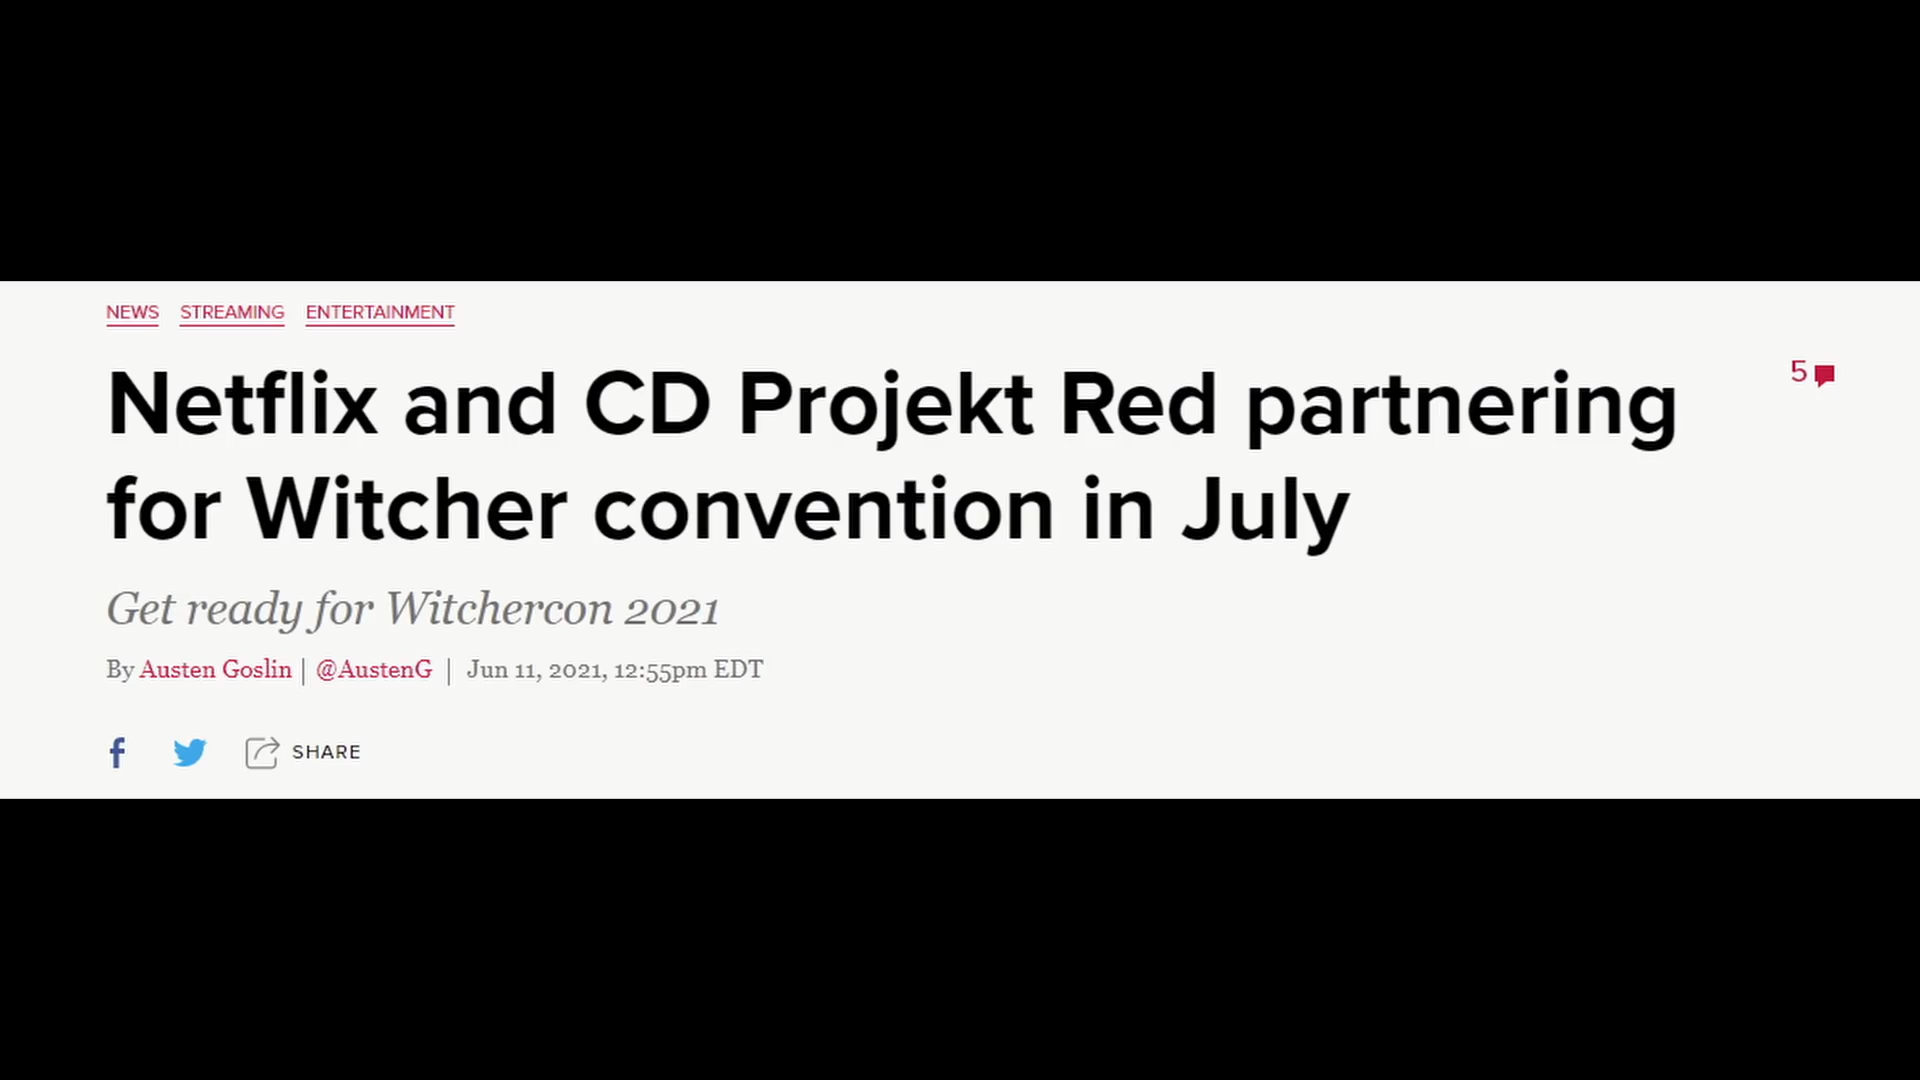 NEWS STREAMING ENTERTAINMENT
Netflix and CD Projekt Red partnering
for Witcher convention in July
5
Get ready for Witchercon 2021
By Austen Goslin | @AustenG | Jun 11, 2021, 12:55pm EDT
SHARE